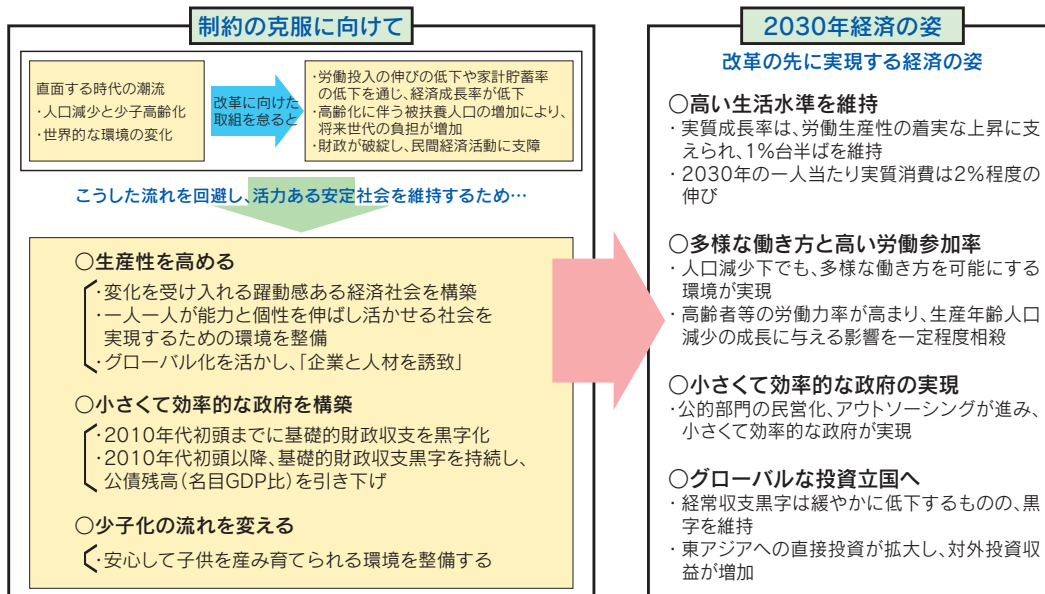 制約の克服に向けて
直面する時代の潮流
・人口減少と少子高齢化
・世界的な環境の変化
改革に向けた
取組を怠ると
・労働投入の伸びの低下や家計貯蓄率
の低下を通じ、経済成長率が低下
・高齢化に伴う被扶養人口の増加により、
将来世代の負担が増加
・財政が破綻し、民間経済活動に支障
こうした流れを回避し、活力ある安定社会を維持するため…
○生産性を高める
・変化を受け入れる躍動感ある経済社会を構築
・一人一人が能力と個性を伸ばし活かせる社会を
実現するための環境を整備
・グローバル化を活かし、「企業と人材を誘致」
○小さくて効率的な政府を構築
・2010年代初頭までに基礎的財政収支を黒字化
・2010年代初頭以降、基礎的財政収支黒字を持続し、
公債残高(名目GDP比)を引き下げ
○少子化の流れを変える
・安心して子供を産み育てられる環境を整備する
2030年経済の姿
改革の先に実現する経済の姿
○高い生活水準を維持
・実質成長率は、労働生産性の着実な上昇に支
えられ、1%台半ばを維持
・2030年の一人当たり実質消費は2%程度の
伸び
○多様な働き方と高い労働参加率
・人口減少下でも、多様な働き方を可能にする
環境が実現
・高齢者等の労働力率が高まり、生産年齢人口
減少の成長に与える影響を一定程度相殺
○小さくて効率的な政府の実現
・公的部門の民営化、アウトソーシングが進み、
小さくて効率的な政府が実現
○グローバルな投資立国へ
・経常収支黒字は緩やかに低下するものの、黒
字を維持
・東アジアへの直接投資が拡大し、対外投資収
益が増加